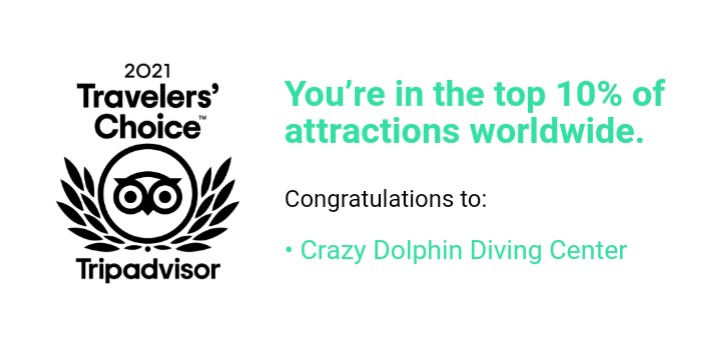 2021
Travelers'
Choice™
Tripadvisor
You're in the top 10% of
attractions worldwide.
Congratulations to:
• Crazy Dolphin Diving Center